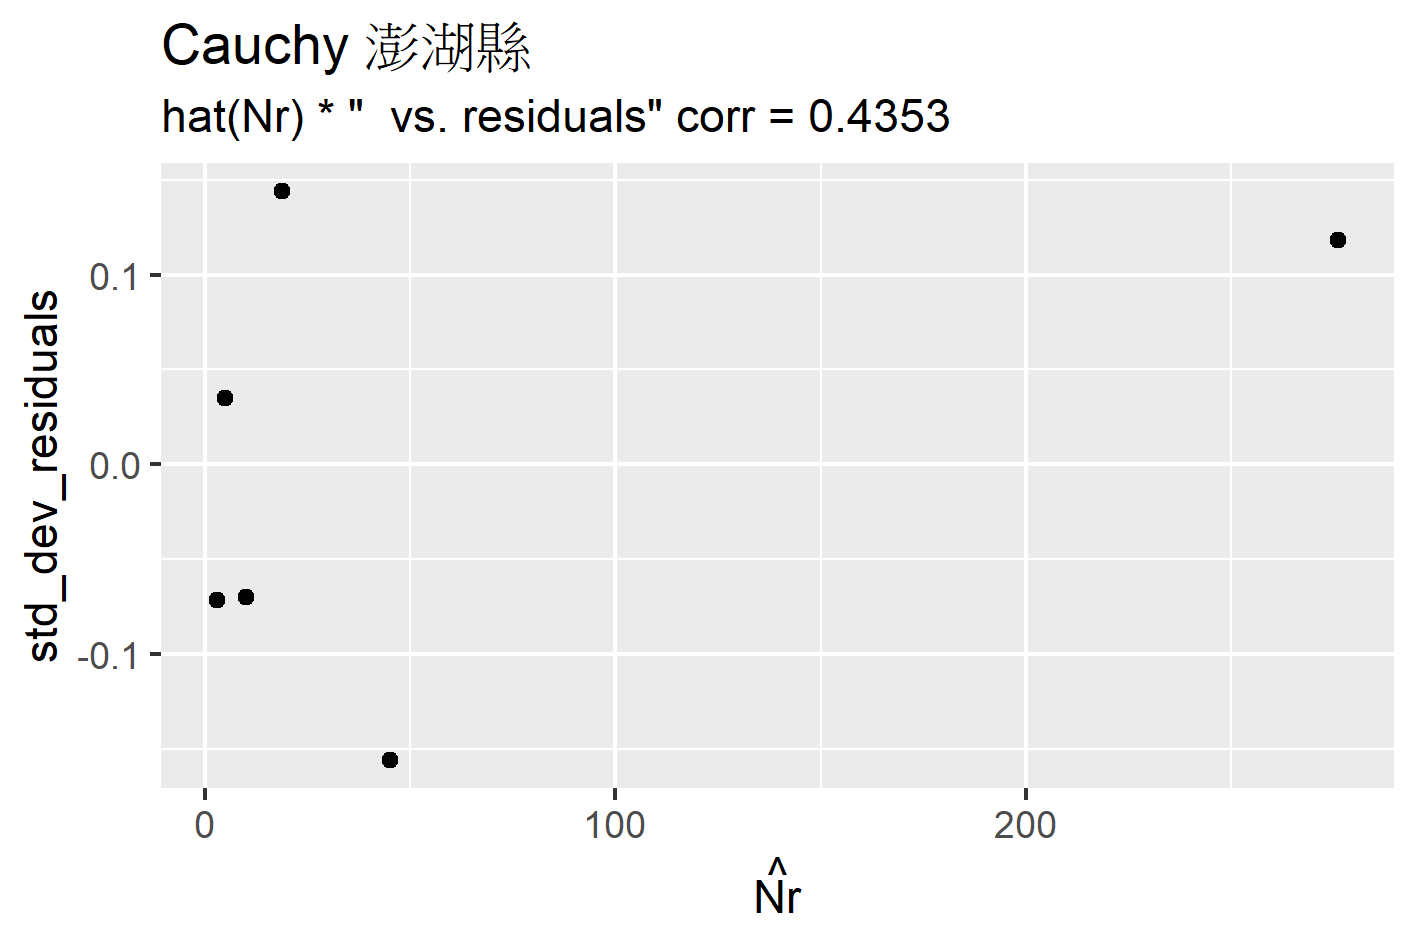 Cauchy 澎湖縣
hat(Nr) * "  vs. residuals" corr = 0.4353
std_dev_residuals
0.1
0.0
-0.1
0
100
200
N̂r